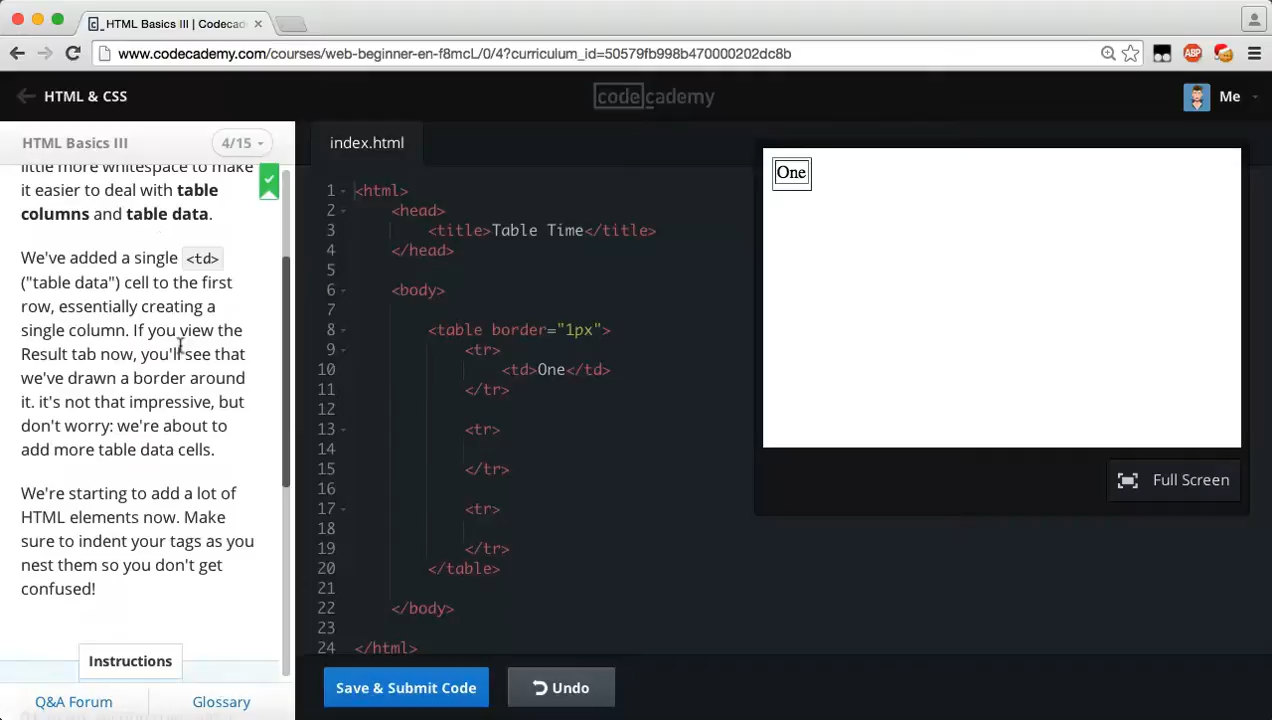 HTML Basics III | Codecad
www.codecademy.com/courses/web-beginner-en-f8mcL/0/4?curriculum_id=50579fb998b470000202dc8b
ABP
HTML & CSS
codecademy
Me
HTML Basics III
4/15
index.html
little more whitespace to make
it easier to deal with table
columns and table data.
We've added a single <td>
("table data") cell to the first
row, essentially creating a
single column. If you view the
Result tab now, you'll see that
we've drawn a border around
it. it's not that impressive, but
don't worry: we're about to
add more table data cells.
We're starting to add a lot of
HTML elements now. Make
sure to indent your tags as you
nest them so you don't get
confused!
Instructions
Q&A Forum
Glossary
1 <html>
2 <head>
3 <title>Table Time</title>
4 </head>
5
6 <body>
7
8 <table border="1px">
9 <tr>
10 <td>One</td>
11 </tr>
12
13 <tr>
14
15 </tr>
16
17 <tr>
18
19 </tr>
20 </table>
21
22 </body>
23
24 </html>
Save & Submit Code
Undo
One
Full Screen